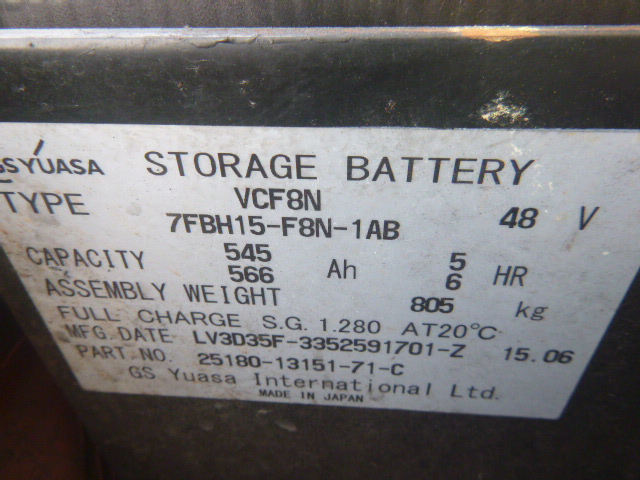 GSYUASA STORAGE BATTERY
TYPE VCF8N
7FBH15-F8N-1AB 48 V
CAPACITY 545 Ah 5 HR
566 6
ASSEMBLY WEIGHT 805 kg
FULL CHARGE S.G. 1.280 AT20℃
MFG. DATE LV3D35F-3352591701-Z 15.06
PART NO. 25180-13151-71-C
GS Yuasa International Ltd.
MADE IN JAPAN